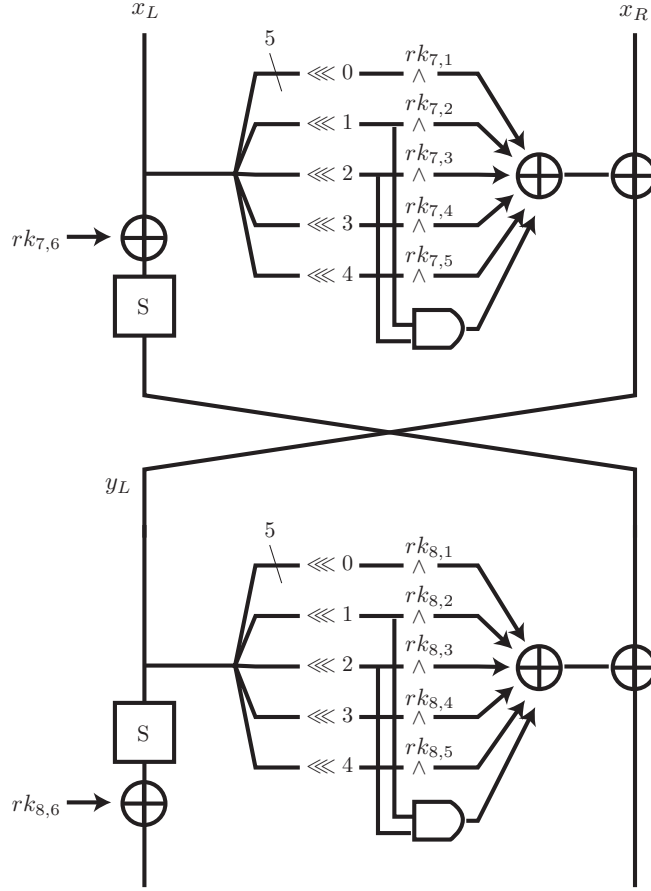 x_L x_R
5
⋘ 0 rk_{7,1} ∧
⋘ 1 rk_{7,2} ∧
⋘ 2 rk_{7,3} ∧
⋘ 3 rk_{7,4} ∧
rk_{7,6}
⋘ 4 rk_{7,5} ∧
S
y_L
5
⋘ 0 rk_{8,1} ∧
⋘ 1 rk_{8,2} ∧
⋘ 2 rk_{8,3} ∧
⋘ 3 rk_{8,4} ∧
S
⋘ 4 rk_{8,5} ∧
rk_{8,6}